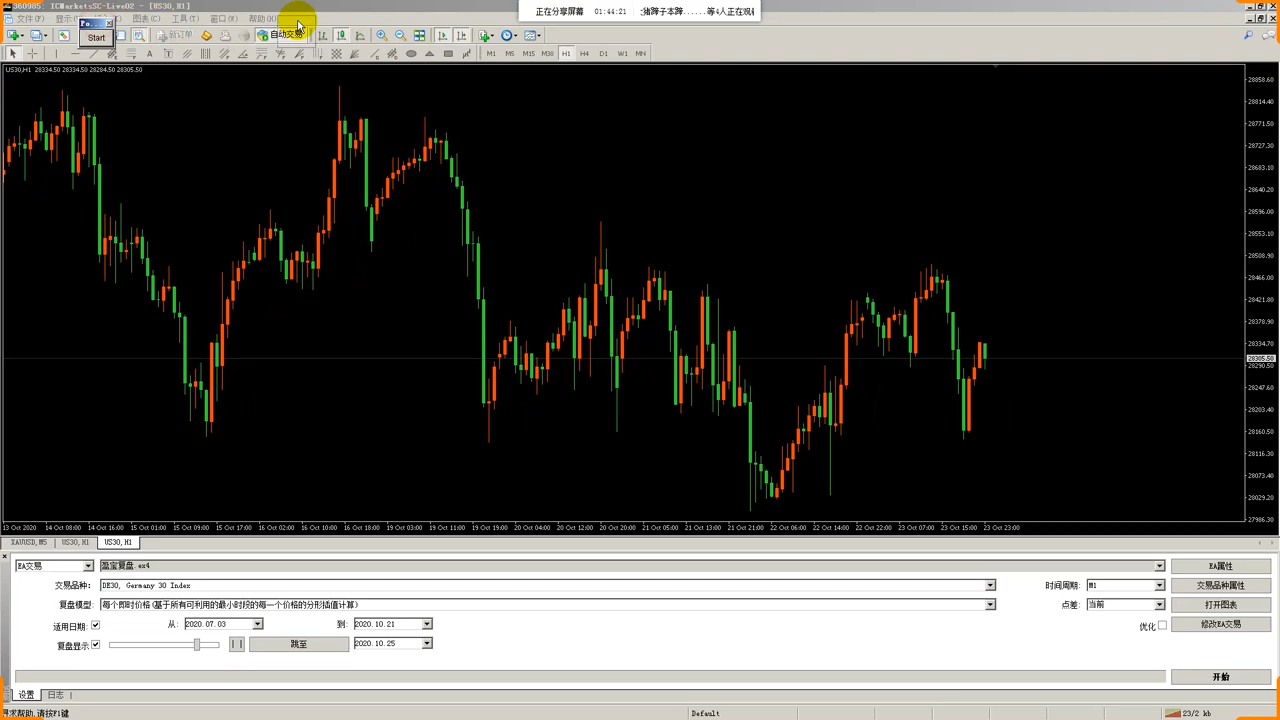 360985: ICMarketsSC-Live02 - [US30,H1]
正在分享屏幕 01:44:21 猪蹄子本蹄......等4人正在观看
文件(F) 图表(C) 工具(T) 窗口(W) 帮助(H)
Po..
Start
新订单 自动交易
M1 M5 M15 M30 H1 H4 D1 W1 MN
US30,H1 28334.50 28334.50 28284.50 28305.50
28858.60
28814.40
28771.50
28727.30
28683.10
28640.20
28596.00
28553.10
28508.90
28466.00
28421.80
28378.90
28334.70
28305.50
28290.50
28247.60
28203.40
28160.50
28116.30
28073.40
28029.20
27986.30
13 Oct 2020 14 Oct 08:00 14 Oct 16:00 15 Oct 01:00 15 Oct 09:00 15 Oct 17:00 16 Oct 02:00 16 Oct 10:00 16 Oct 18:00 19 Oct 03:00 19 Oct 11:00 19 Oct 19:00 20 Oct 04:00 20 Oct 12:00 20 Oct 20:00 21 Oct 05:00 21 Oct 13:00 21 Oct 21:00 22 Oct 06:00 22 Oct 14:00 22 Oct 22:00 23 Oct 07:00 23 Oct 15:00 23 Oct 23:00
XAUUSD,M5 US30,H1 US30,H1
EA交易 盈宝复盘.ex4 EA属性
交易品种: DE30, Germany 30 Index 时间周期: M1 交易品种属性
复盘模型: 每个即时价格(基于所有可利用的最小时段的每一个价格的分形插值计算) 点差: 当前 打开图表
适用日期: 从: 2020.07.03 到: 2020.10.21 优化 修改EA交易
复盘显示 跳至 2020.10.25
开始
设置 日志
寻求帮助,请按F1键 Default 23/2 kb